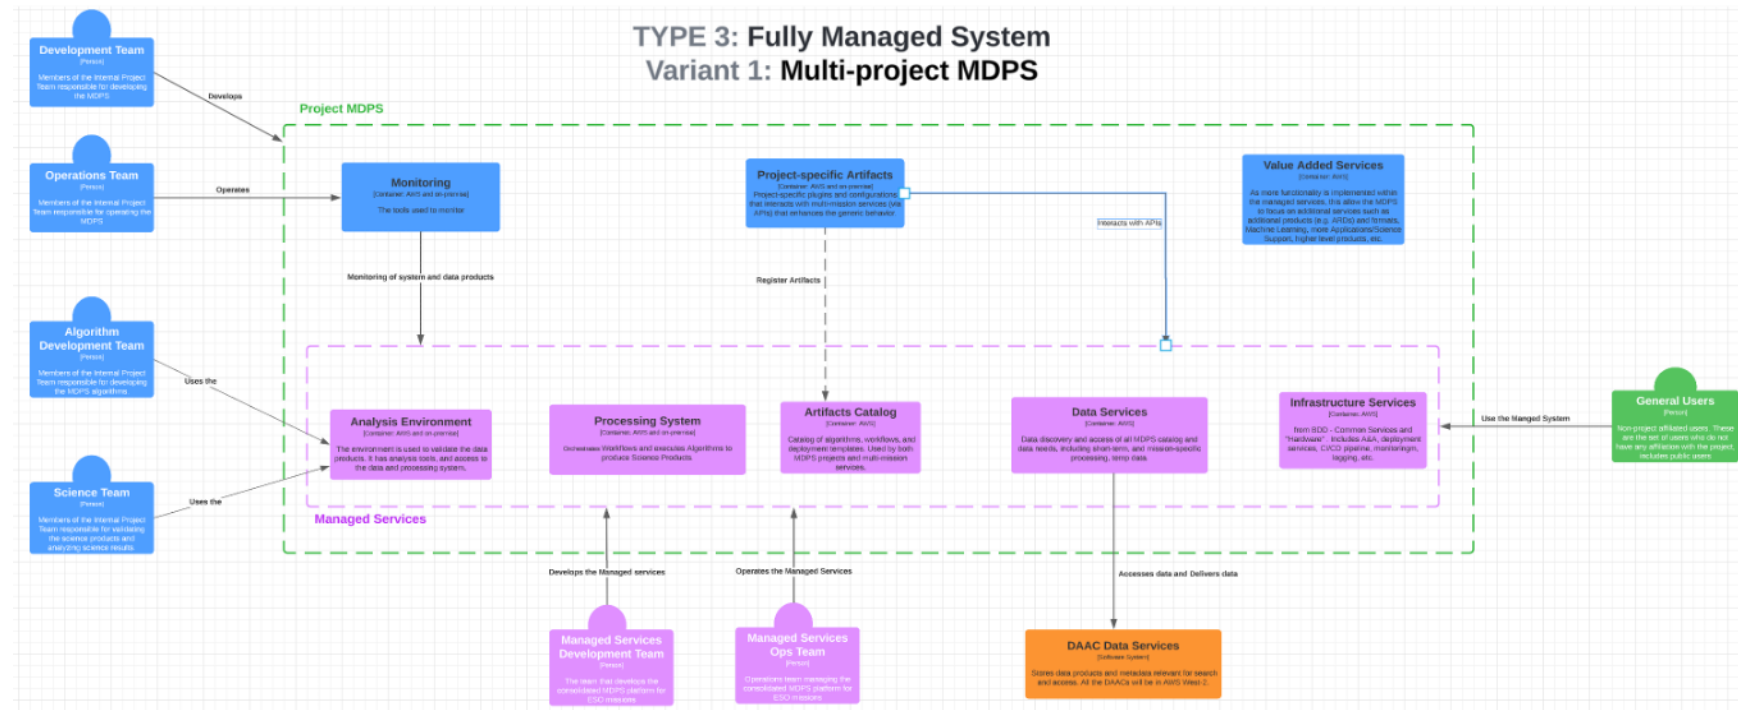 TYPE 3: Fully Managed System
Variant 1: Multi-project MDPS
Development Team
[Person]
Members of the Internal Project
Team responsible for developing
the MDPS
Develops
Project MDPS
Operations Team
[Person]
Members of the Internal Project
Team responsible for operating the
MDPS
Operates
Monitoring
[Container: AWS and on-premise]
The tools used to monitor
Monitoring of system and data products
Project-specific Artifacts
[Container: AWS and on-premise]
Project-specific plugins and configurations
that interacts with multi-mission services (via
APIs) that enhances the generic behavior
Interacts with APIs
Register Artifacts
Value Added Services
[Container: AWS]
As more functionality is implemented within
the managed services, this allow the MDPS
to focus on additional services such as
additional products (e.g. ARDs) and formats,
Machine Learning, more Applications/Science
Support, higher level products, etc.
Algorithm
Development Team
[Person]
Members of the Internal Project
Team responsible for developing
the MDPS algorithms
Uses the
Science Team
[Person]
Members of the Internal Project
Team responsible for validating
the science products and
analyzing science results
Uses the
Analysis Environment
[Container: AWS and on-premise]
The environment is used to validate the data
products. It has analysis tools, and access to
the data and processing system.
Processing System
[Container: AWS and on-premise]
Orchestrates Workflows and executes Algorithms to
produce Science Products
Artifacts Catalog
[Container: AWS]
Catalog of algorithms, workflows, and
deployment templates. Used by both
MDPS projects and multi-mission
services.
Data Services
[Container: AWS]
Data discovery and access of all MDPS catalog and
data needs, including short-term, and mission-specific
processing, temp data
Infrastructure Services
[Container: AWS]
from BDD - Common Services and
"Hardware" . Includes A&A, deployment
services, CI/CD pipeline, monitoringm,
logging, etc.
Managed Services
Use the Manged System
General Users
[Person]
Non-project affiliated users. These
are the set of users who do not
have any affiliation with the project,
includes public users
Develops the Managed services
Operates the Managed Services
Accesses data and Delivers data
Managed Services
Development Team
[Person]
The team that develops the
consolidated MDPS platform for
ESO missions
Managed Services
Ops Team
[Person]
Operations team managing the
consolidated MDPS platform for
ESO missions
DAAC Data Services
[Software System]
Stores data products and metadata relevant for search
and access. All the DAACs will be in AWS West-2.